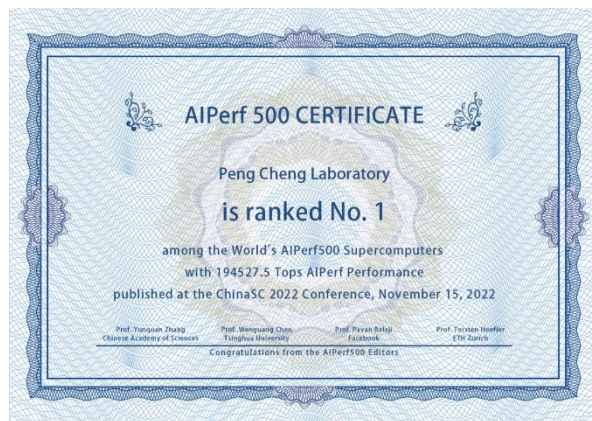 AIPerf 500 CERTIFICATE
Peng Cheng Laboratory
is ranked No. 1
among the World's AIPerf500 Supercomputers
with 194527.5 Tops AIPerf Performance
published at the ChinaSC 2022 Conference, November 15, 2022
Prof. Yunquan Zhang Prof. Wenguang Chen Prof. Pavan Balaji Prof. Torsten Hoefler
Chinese Academy of Sciences Tsinghua University Facebook ETH Zurich
Congratulations from the AIPerf500 Editors